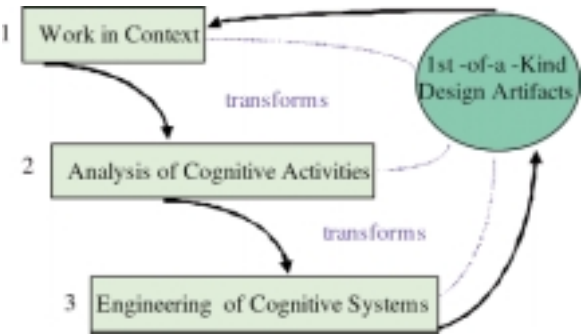 1 Work in Context
1st -of-a -Kind
Design Artifacts
transforms
2 Analysis of Cognitive Activities
transforms
3 Engineering of Cognitive Systems